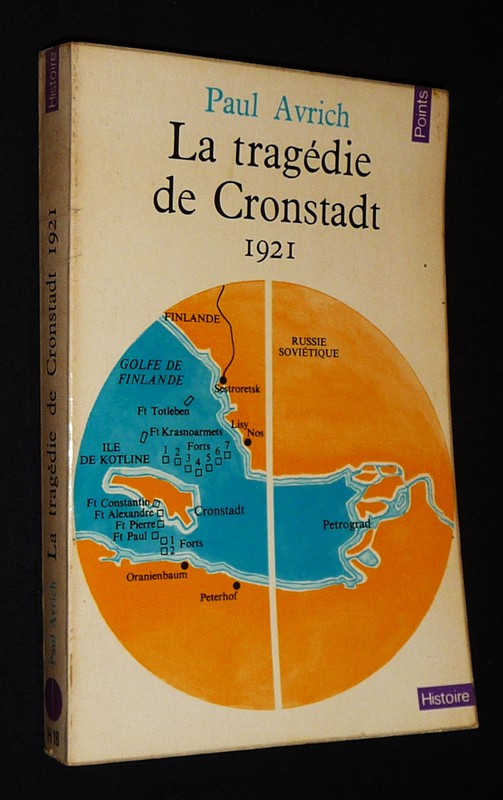 Paul Avrich
Points
La tragédie
de Cronstadt
1921
FINLANDE
RUSSIE
SOVIÉTIQUE
GOLFE DE
FINLANDE
Sestroretsk
Ft Totleben
Ft Krasnoarmets
Lisy
Nos
ILE
DE KOTLINE
Forts
1 2 3 4 5 6 7
Ft Constantin
Ft Alexandre
Cronstadt
Ft Pierre
Ft Paul
1
2
Forts
Petrograd
Oranienbaum
Peterhof
Histoire
Histoire
La tragédie de Cronstadt 1921
Paul Avrich
H 18